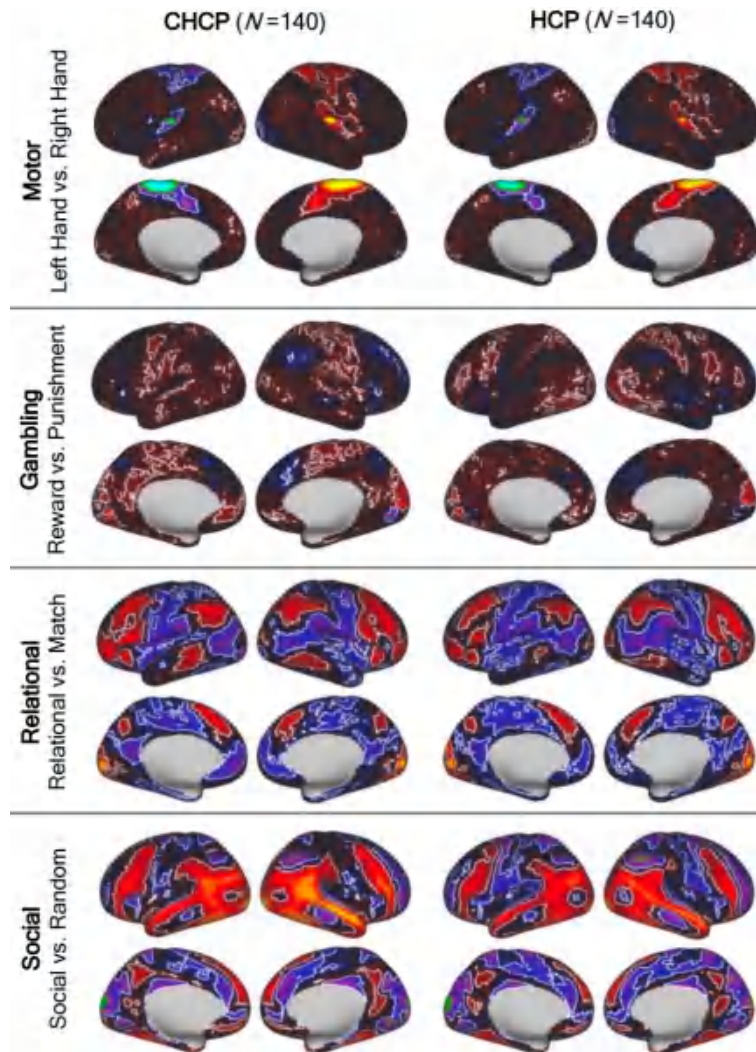 CHCP (N=140)
HCP (N=140)
Motor
Left Hand vs. Right Hand
Gambling
Reward vs. Punishment
Relational
Relational vs. Match
Social
Social vs. Random